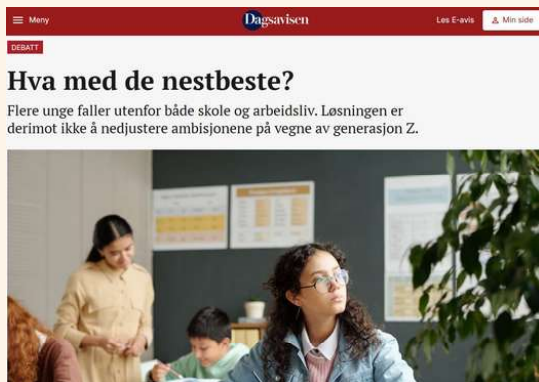 Meny
Dagsavisen
Les E-avis
Min side
DEBATT
Hva med de nestbeste?
Flere unge faller utenfor både skole og arbeidsliv. Løsningen er
derimot ikke å nedjustere ambisjonene på vegne av generasjon Z.